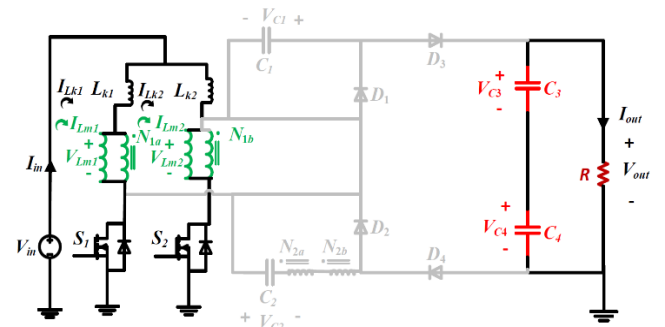 - V_C1 +
C_1
I_Lk1
L_k1
I_Lk2
L_k2
D_3
D_1
+
V_C3
-
C_3
I_Lm1
N_1a
I_Lm2
N_1b
+
V_Lm1
-
+
V_Lm2
-
I_in
I_out
+
V_out
-
R
S_1
S_2
V_in
D_2
+
V_C4
-
C_4
N_2a
N_2b
D_4
C_2
+ V_C2 -